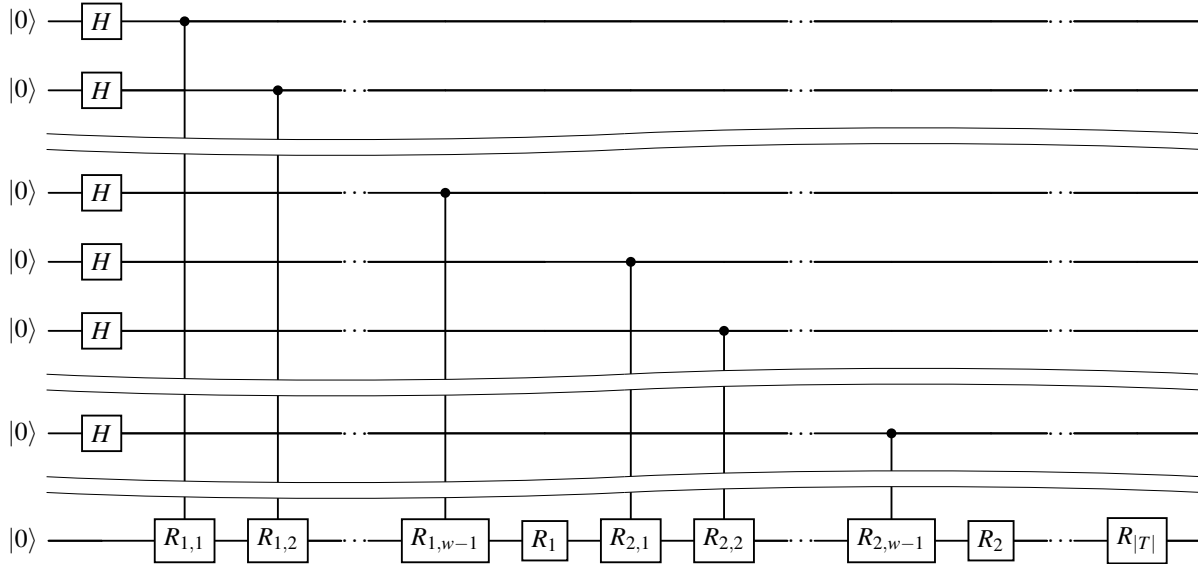 |0⟩ H · · · · · · · · ·
|0⟩ H · · · · · · · · ·
|0⟩ H · · · · · · · · ·
|0⟩ H · · · · · · · · ·
|0⟩ H · · · · · · · · ·
|0⟩ H · · · · · · · · ·
|0⟩ R₁,₁ R₁,₂ · · · R₁,w₋₁ R₁ R₂,₁ R₂,₂ · · · R₂,w₋₁ R₂ · · · R|T|